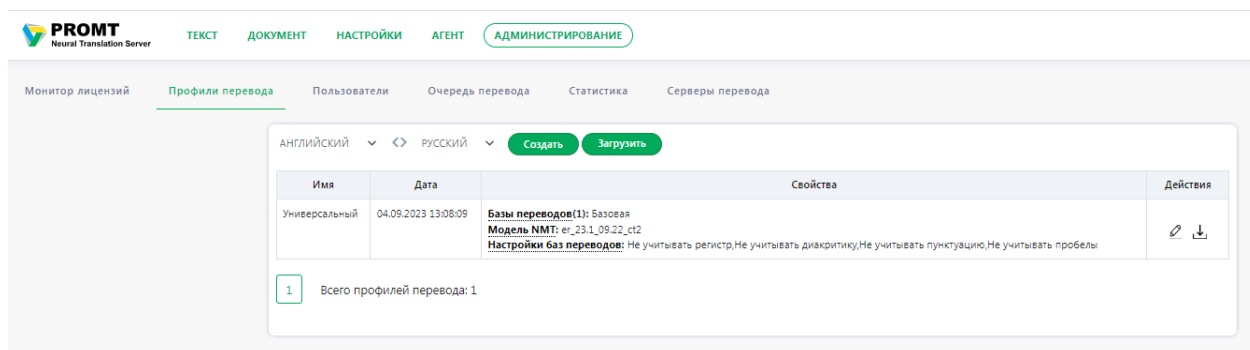 PROMT
Neural Translation Server
ТЕКСТ ДОКУМЕНТ НАСТРОЙКИ АГЕНТ АДМИНИСТРИРОВАНИЕ
Монитор лицензий Профили перевода Пользователи Очередь перевода Статистика Серверы перевода
АНГЛИЙСКИЙ <> РУССКИЙ Создать Загрузить
Имя Дата Свойства Действия
Универсальный 04.09.2023 13:08:09 Базы переводов(1): Базовая
Модель NMT: er_23.1_09.22_ct2
Настройки баз переводов: Не учитывать регистр,Не учитывать диакритику,Не учитывать пунктуацию,Не учитывать пробелы
1 Всего профилей перевода: 1